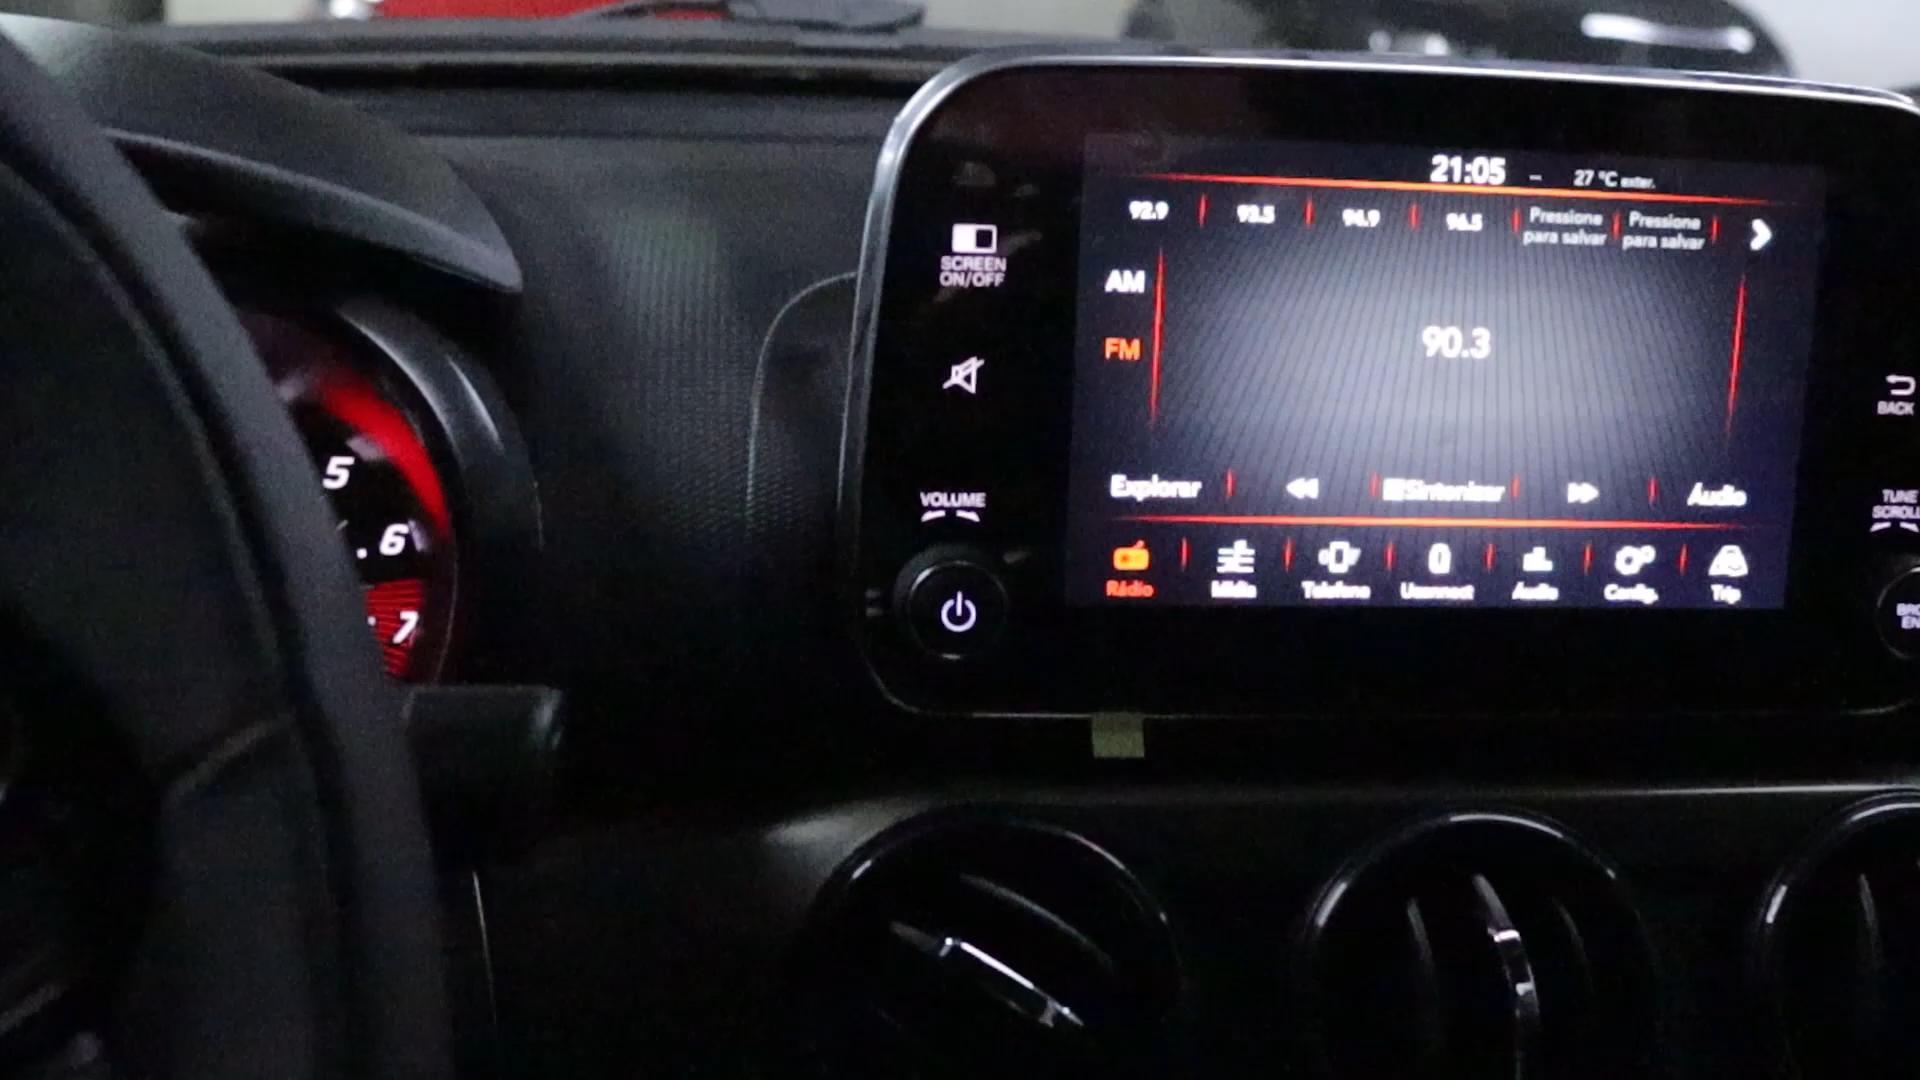 21:05 – 27 °C exter.
92.9 93.5 94.9 96.5 Pressione para salvar Pressione para salvar
SCREEN
ON/OFF
AM
FM
90.3
BACK
VOLUME
Explorar Sintonizar Áudio
TUNE
SCROLL
Rádio Mídia Telefone Uconnect Áudio Config. Trip
5
6
7